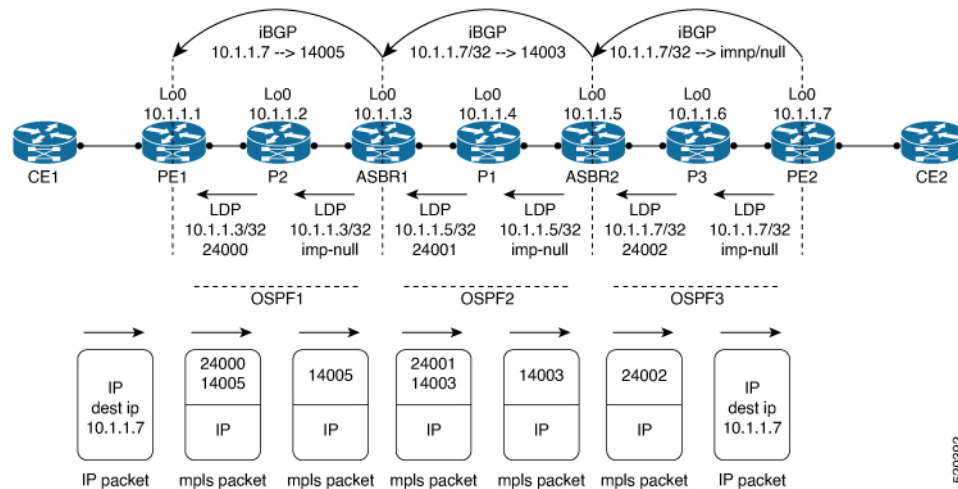 iBGP
10.1.1.7 --> 14005
iBGP
10.1.1.7/32 --> 14003
iBGP
10.1.1.7/32 --> imnp/null
Lo0
10.1.1.1
Lo0
10.1.1.2
Lo0
10.1.1.3
Lo0
10.1.1.4
Lo0
10.1.1.5
Lo0
10.1.1.6
Lo0
10.1.1.7
CE1
PE1
P2
ASBR1
P1
ASBR2
P3
PE2
CE2
LDP
10.1.1.3/32
24000
LDP
10.1.1.3/32
imp-null
LDP
10.1.1.5/32
24001
LDP
10.1.1.5/32
imp-null
LDP
10.1.1.7/32
24002
LDP
10.1.1.7/32
imp-null
OSPF1
OSPF2
OSPF3
IP
dest ip
10.1.1.7
24000
14005
IP
14005
IP
24001
14003
IP
14003
IP
24002
IP
IP
dest ip
10.1.1.7
IP packet
mpls packet
mpls packet
mpls packet
mpls packet
mpls packet
IP packet